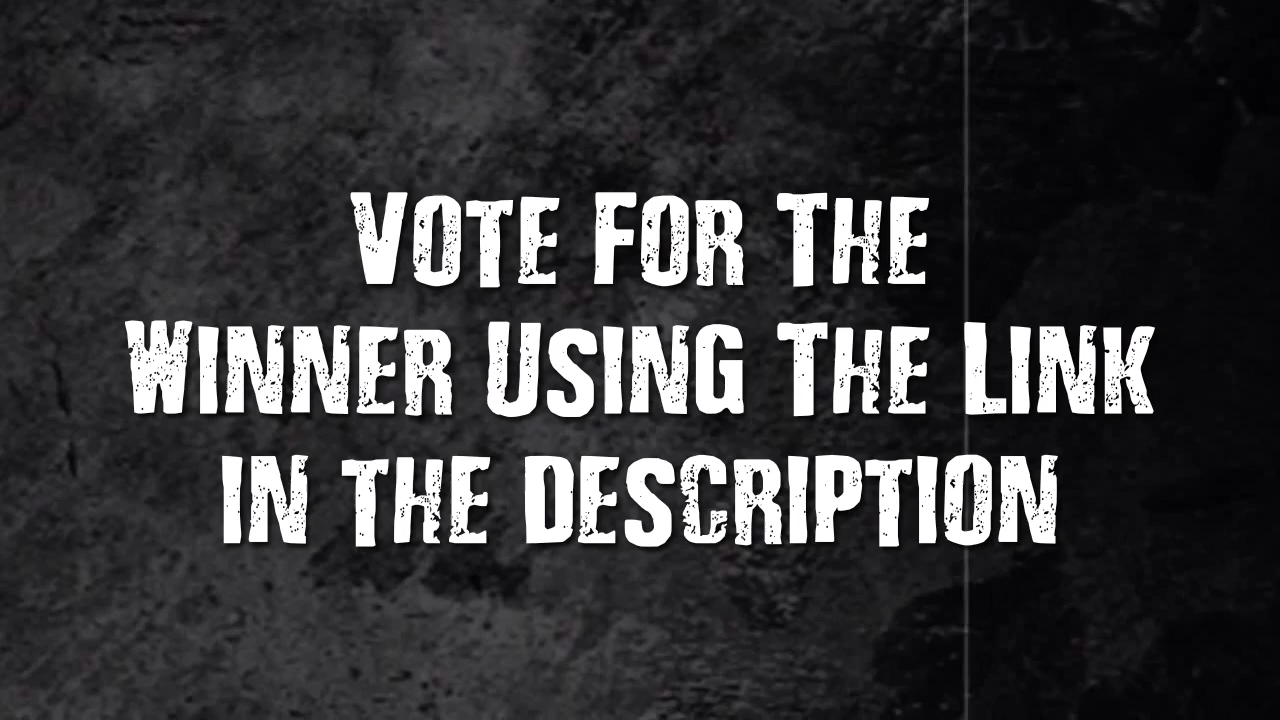 Vote For The
Winner Using The Link
in the description